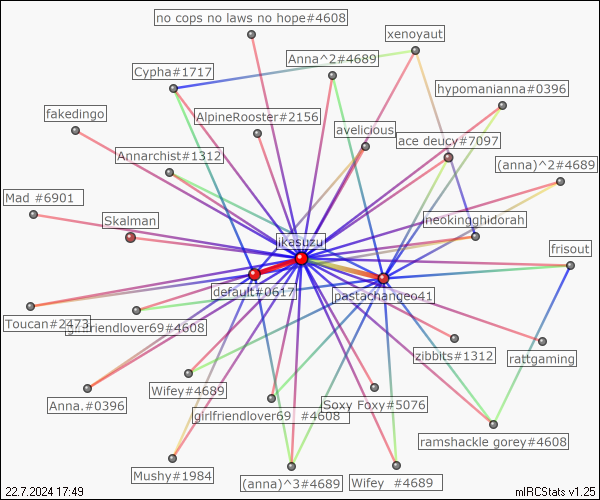 no cops no laws no hope#4608
xenoyaut
Anna^2#4689
Cypha#1717
hypomanianna#0396
fakedingo
AlpineRooster#2156
avelicious
ace deucy#7097
Annarchist#1312
(anna)^2#4689
Mad #6901
Skalman
neokingghidorah
ikesuzu
frisout
default#0617
pastachangeo41
Toucan#2473
girlfriendlover69#4608
zibbits#1312
rattgaming
Wifey#4689
Anna.#0396
girlfriendlover69 #4608
Soxy Foxy#5076
ramshackle gorey#4608
Mushy#1984
(anna)^3#4689
Wifey #4689
22.7.2024 17:49
mIRCStats v1.25